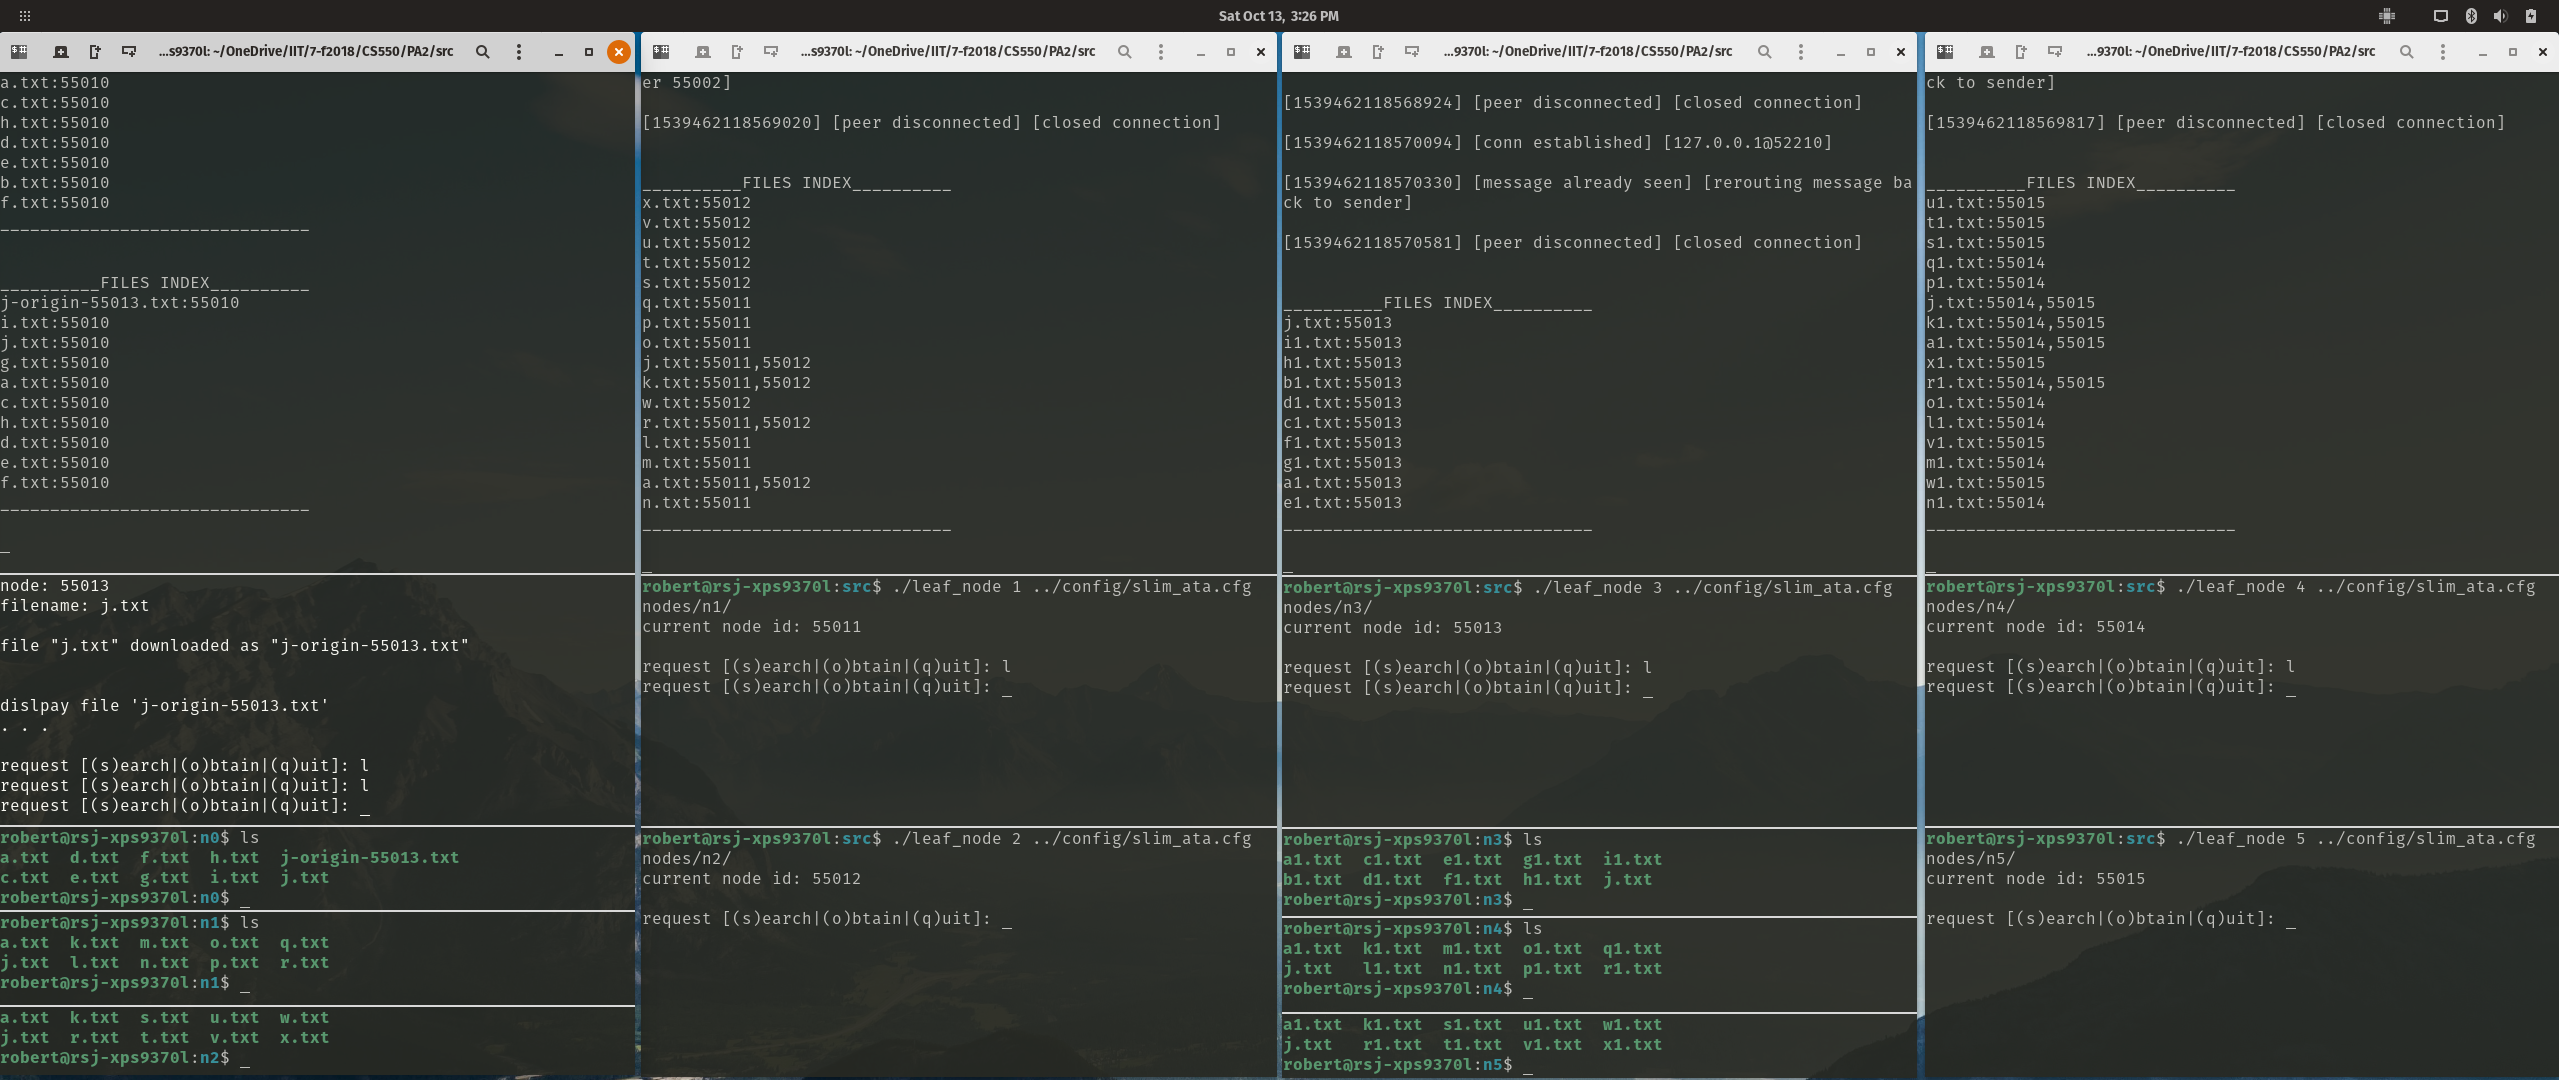 Sat Oct 13, 3:26 PM
...s9370l: ~/OneDrive/IIT/7-f2018/CS550/PA2/src
a.txt:55010
c.txt:55010
h.txt:55010
d.txt:55010
e.txt:55010
b.txt:55010
f.txt:55010
_______________________________
__________FILES INDEX__________
j-origin-55013.txt:55010
i.txt:55010
j.txt:55010
g.txt:55010
a.txt:55010
c.txt:55010
h.txt:55010
d.txt:55010
e.txt:55010
f.txt:55010
_______________________________
_
node: 55013
filename: j.txt
file "j.txt" downloaded as "j-origin-55013.txt"
dislpay file 'j-origin-55013.txt'
. . .
request [(s)earch|(o)btain|(q)uit]: l
request [(s)earch|(o)btain|(q)uit]: l
request [(s)earch|(o)btain|(q)uit]: _
robert@rsj-xps9370l:n0$ ls
a.txt  d.txt  f.txt  h.txt  j-origin-55013.txt
c.txt  e.txt  g.txt  i.txt  j.txt
robert@rsj-xps9370l:n0$ _
robert@rsj-xps9370l:n1$ ls
a.txt  k.txt  m.txt  o.txt  q.txt
j.txt  l.txt  n.txt  p.txt  r.txt
robert@rsj-xps9370l:n1$ _
a.txt  k.txt  s.txt  u.txt  w.txt
j.txt  r.txt  t.txt  v.txt  x.txt
robert@rsj-xps9370l:n2$ _
...s9370l: ~/OneDrive/IIT/7-f2018/CS550/PA2/src
er 55002]
[1539462118569020] [peer disconnected] [closed connection]
__________FILES INDEX__________
x.txt:55012
v.txt:55012
u.txt:55012
t.txt:55012
s.txt:55012
q.txt:55011
p.txt:55011
o.txt:55011
j.txt:55011,55012
k.txt:55011,55012
w.txt:55012
r.txt:55011,55012
l.txt:55011
m.txt:55011
a.txt:55011,55012
n.txt:55011
_______________________________
_
robert@rsj-xps9370l:src$ ./leaf_node 1 ../config/slim_ata.cfg
nodes/n1/
current node id: 55011
request [(s)earch|(o)btain|(q)uit]: l
request [(s)earch|(o)btain|(q)uit]: _
robert@rsj-xps9370l:src$ ./leaf_node 2 ../config/slim_ata.cfg
nodes/n2/
current node id: 55012
request [(s)earch|(o)btain|(q)uit]: _
...9370l: ~/OneDrive/IIT/7-f2018/CS550/PA2/src
[1539462118568924] [peer disconnected] [closed connection]
[1539462118570094] [conn established] [127.0.0.1@52210]
[1539462118570330] [message already seen] [rerouting message ba
ck to sender]
[1539462118570581] [peer disconnected] [closed connection]
__________FILES INDEX__________
j.txt:55013
i1.txt:55013
h1.txt:55013
b1.txt:55013
d1.txt:55013
c1.txt:55013
f1.txt:55013
g1.txt:55013
a1.txt:55013
e1.txt:55013
_______________________________
_
robert@rsj-xps9370l:src$ ./leaf_node 3 ../config/slim_ata.cfg
nodes/n3/
current node id: 55013
request [(s)earch|(o)btain|(q)uit]: l
request [(s)earch|(o)btain|(q)uit]: _
robert@rsj-xps9370l:n3$ ls
a1.txt  c1.txt  e1.txt  g1.txt  i1.txt
b1.txt  d1.txt  f1.txt  h1.txt  j.txt
robert@rsj-xps9370l:n3$ _
robert@rsj-xps9370l:n4$ ls
a1.txt  k1.txt  m1.txt  o1.txt  q1.txt
j.txt   l1.txt  n1.txt  p1.txt  r1.txt
robert@rsj-xps9370l:n4$ _
a1.txt  k1.txt  s1.txt  u1.txt  w1.txt
j.txt   r1.txt  t1.txt  v1.txt  x1.txt
robert@rsj-xps9370l:n5$ _
...9370l: ~/OneDrive/IIT/7-f2018/CS550/PA2/src
ck to sender]
[1539462118569817] [peer disconnected] [closed connection]
__________FILES INDEX__________
u1.txt:55015
t1.txt:55015
s1.txt:55015
q1.txt:55014
p1.txt:55014
j.txt:55014,55015
k1.txt:55014,55015
a1.txt:55014,55015
x1.txt:55015
r1.txt:55014,55015
o1.txt:55014
l1.txt:55014
v1.txt:55015
m1.txt:55014
w1.txt:55015
n1.txt:55014
_______________________________
_
robert@rsj-xps9370l:src$ ./leaf_node 4 ../config/slim_ata.cfg
nodes/n4/
current node id: 55014
request [(s)earch|(o)btain|(q)uit]: l
request [(s)earch|(o)btain|(q)uit]: _
robert@rsj-xps9370l:src$ ./leaf_node 5 ../config/slim_ata.cfg
nodes/n5/
current node id: 55015
request [(s)earch|(o)btain|(q)uit]: _